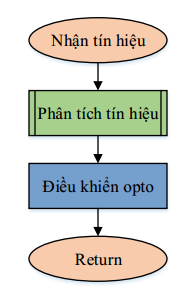 Nhận tín hiệu
Phân tích tín hiệu
Điều khiển opto
Return